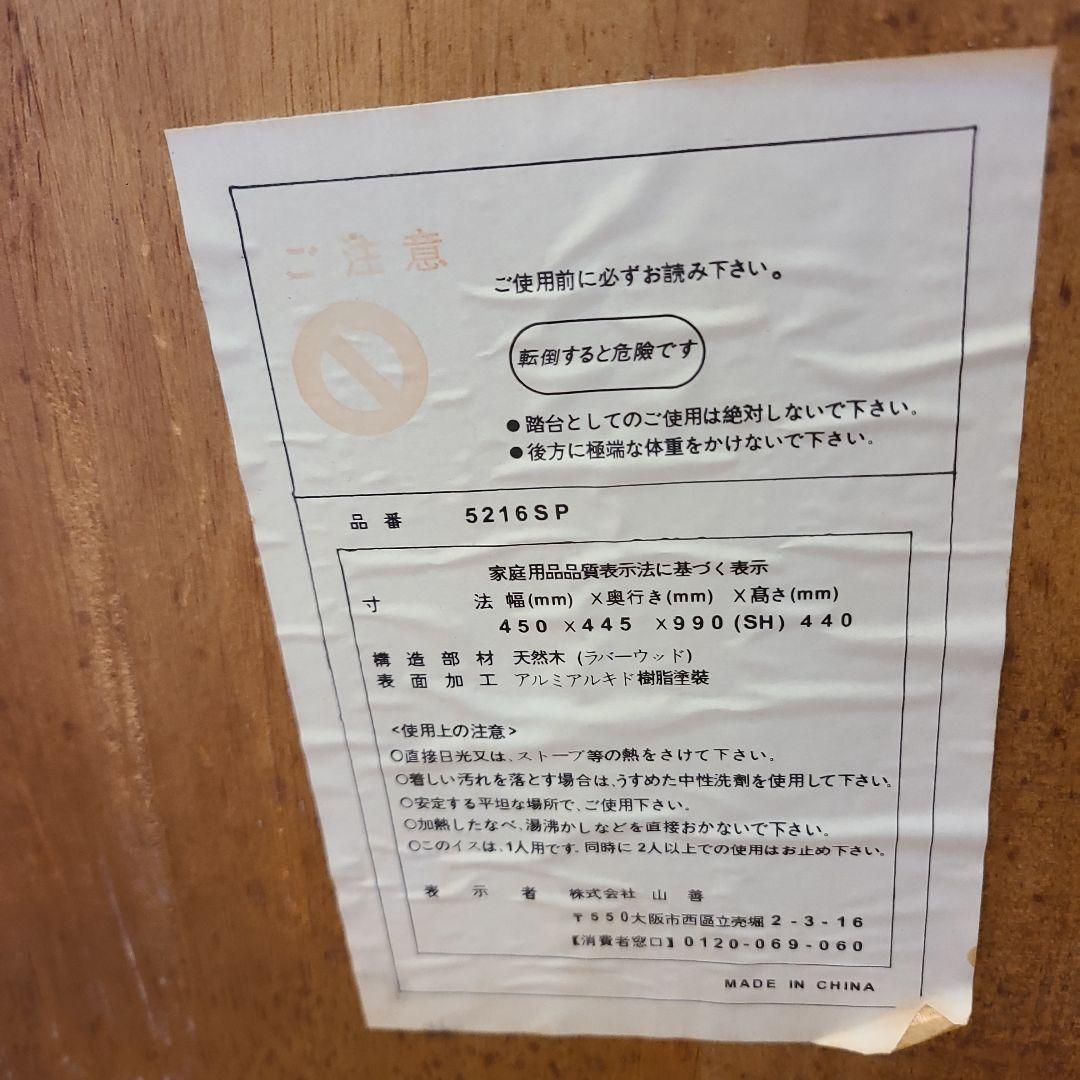 ご注意
ご使用前に必ずお読み下さい。
転倒すると危険です
●踏台としてのご使用は絶対しないで下さい。
●後方に極端な体重をかけないで下さい。
品番 5216SP
家庭用品品質表示法に基づく表示
寸法 幅(mm) ×奥行き(mm) ×高さ(mm)
450 ×445 ×990(SH) 440
構造部材 天然木 (ラバーウッド)
表面加工 アルミアルキド樹脂塗装
<使用上の注意>
○直接日光又は、ストーブ等の熱をさけて下さい。
○着しい汚れを落とす場合は、うすめた中性洗剤を使用して下さい。
○安定する平坦な場所で、ご使用下さい。
○加熱したなべ、湯沸かしなどを直接おかないで下さい。
○このイスは、1人用です。同時に2人以上での使用はお止め下さい。
表示者 株式会社 山善
〒550大阪市西區立売堀2-3-16
【消費者窓口】0120-069-060
MADE IN CHINA